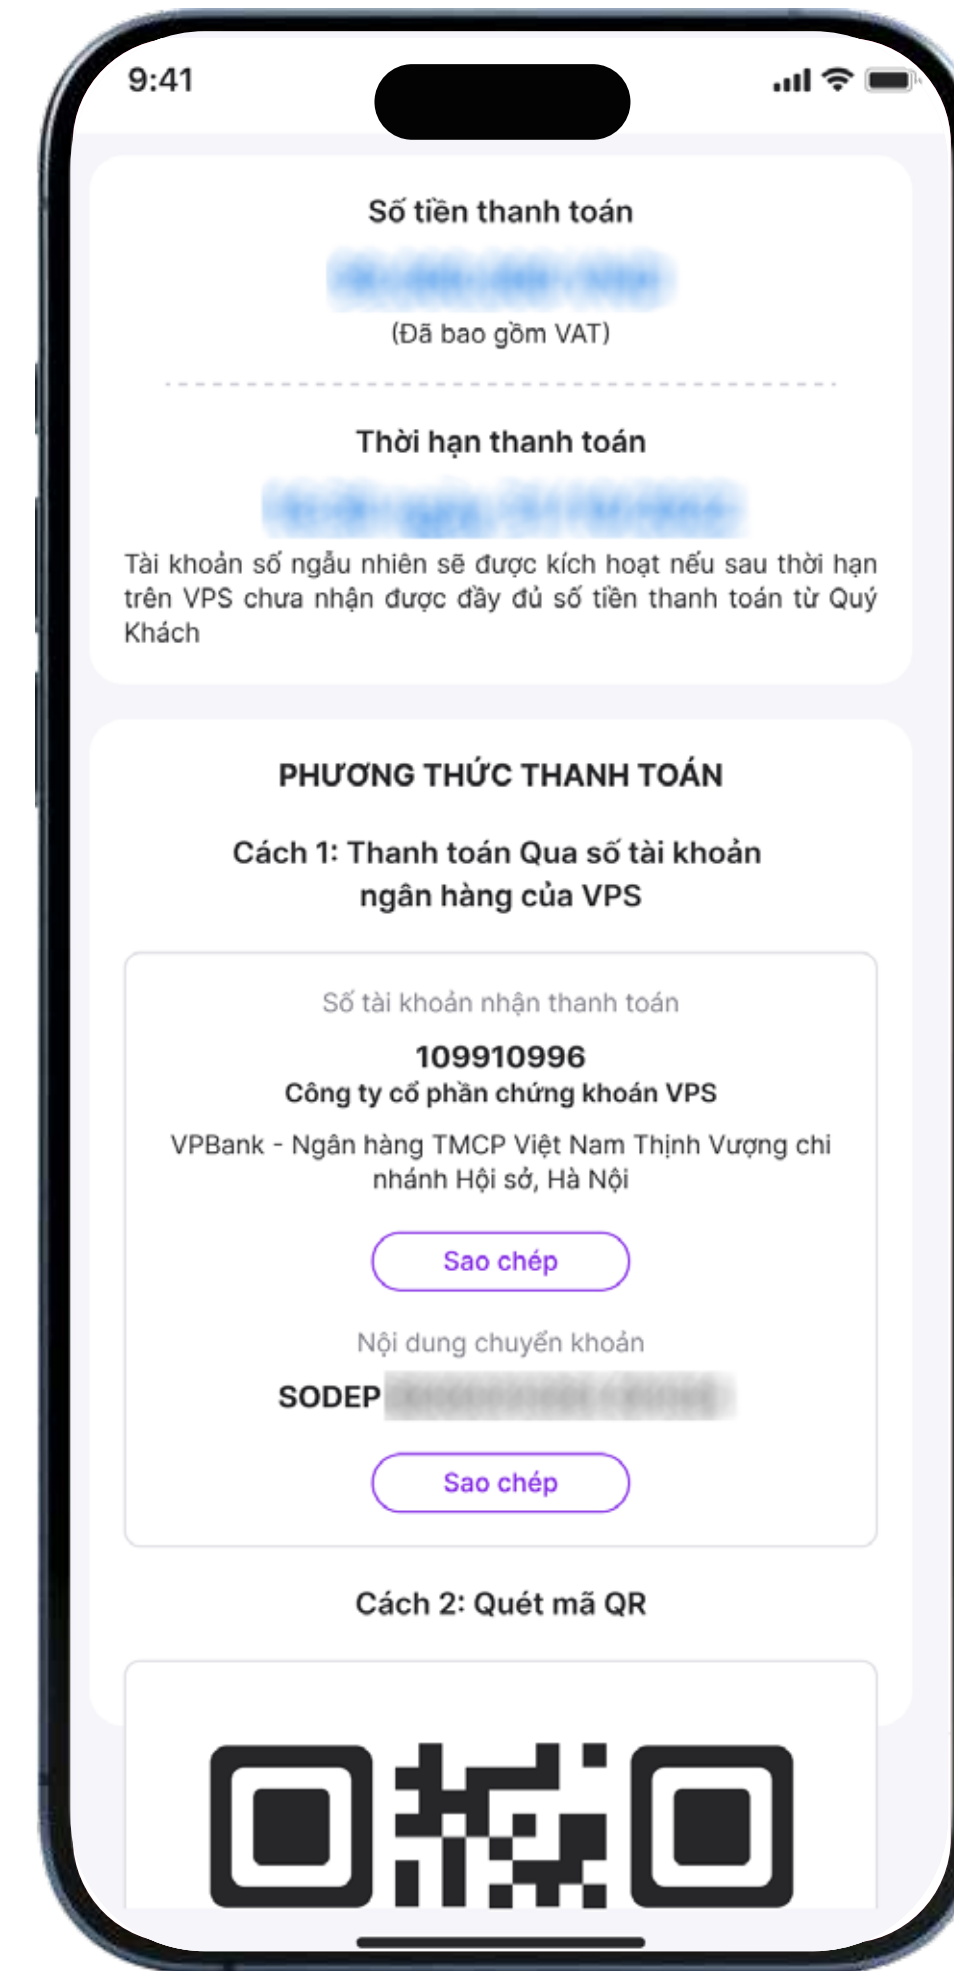 9:41
Số tiền thanh toán
(Đã bao gồm VAT)
Thời hạn thanh toán
Tài khoản số ngẫu nhiên sẽ được kích hoạt nếu sau thời hạn
trên VPS chưa nhận được đầy đủ số tiền thanh toán từ Quý
Khách
PHƯƠNG THỨC THANH TOÁN
Cách 1: Thanh toán Qua số tài khoản
ngân hàng của VPS
Số tài khoản nhận thanh toán
109910996
Công ty cổ phần chứng khoán VPS
VPBank - Ngân hàng TMCP Việt Nam Thịnh Vượng chi
nhánh Hội sở, Hà Nội
Sao chép
Nội dung chuyển khoản
SODEP
Sao chép
Cách 2: Quét mã QR